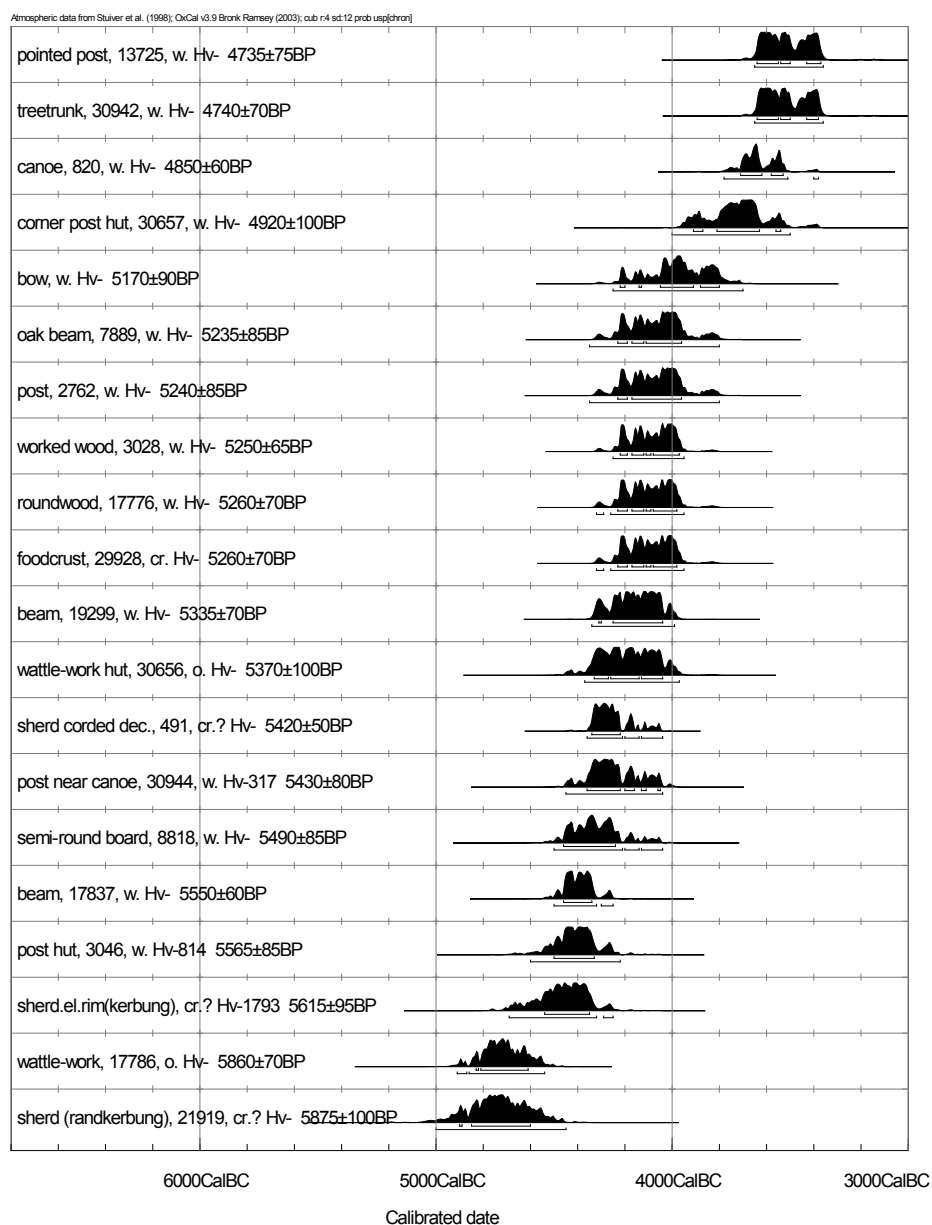 Atmospheric data from Stuiver et al. (1998); OxCal v3.9 Bronk Ramsey (2003); cub r:4 sd:12 prob usp[chron]
pointed post, 13725, w. Hv- 4735±75BP
treetrunk, 30942, w. Hv- 4740±70BP
canoe, 820, w. Hv- 4850±60BP
corner post hut, 30657, w. Hv- 4920±100BP
bow, w. Hv- 5170±90BP
oak beam, 7889, w. Hv- 5235±85BP
post, 2762, w. Hv- 5240±85BP
worked wood, 3028, w. Hv- 5250±65BP
roundwood, 17776, w. Hv- 5260±70BP
foodcrust, 29928, cr. Hv- 5260±70BP
beam, 19299, w. Hv- 5335±70BP
wattle-work hut, 30656, o. Hv- 5370±100BP
sherd corded dec., 491, cr.? Hv- 5420±50BP
post near canoe, 30944, w. Hv-317 5430±80BP
semi-round board, 8818, w. Hv- 5490±85BP
beam, 17837, w. Hv- 5550±60BP
post hut, 3046, w. Hv-814 5565±85BP
sherd.el.rim(kerbung), cr.? Hv-1793 5615±95BP
wattle-work, 17786, o. Hv- 5860±70BP
sherd (randkerbung), 21919, cr.? Hv- 5875±100BP
6000CalBC 5000CalBC 4000CalBC 3000CalBC
Calibrated date